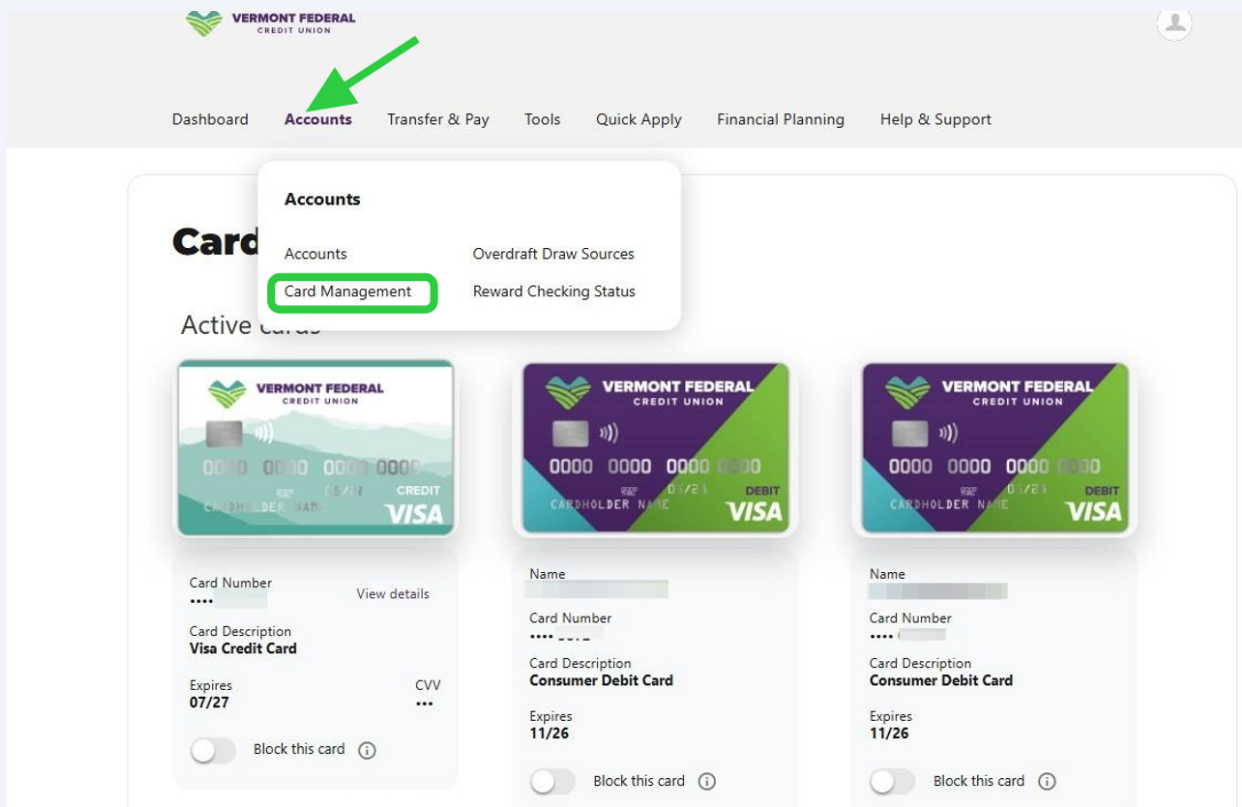 VERMONT FEDERAL
CREDIT UNION
Dashboard Accounts Transfer & Pay Tools Quick Apply Financial Planning Help & Support
Accounts
Accounts Overdraft Draw Sources
Card Management Reward Checking Status
Card
Active
VERMONT FEDERAL
CREDIT UNION
0000 0000 0000 0000
CREDIT
CARDHOLDER NAME
VISA
VERMONT FEDERAL
CREDIT UNION
0000 0000 0000 0000
DEBIT
CARDHOLDER NAME
VISA
VERMONT FEDERAL
CREDIT UNION
0000 0000 0000 0000
DEBIT
CARDHOLDER NAME
VISA
Card Number
•••• View details
Card Description
Visa Credit Card
Expires CVV
07/27 •••
Block this card
Name
Card Number
••••
Card Description
Consumer Debit Card
Expires
11/26
Block this card
Name
Card Number
••••
Card Description
Consumer Debit Card
Expires
11/26
Block this card